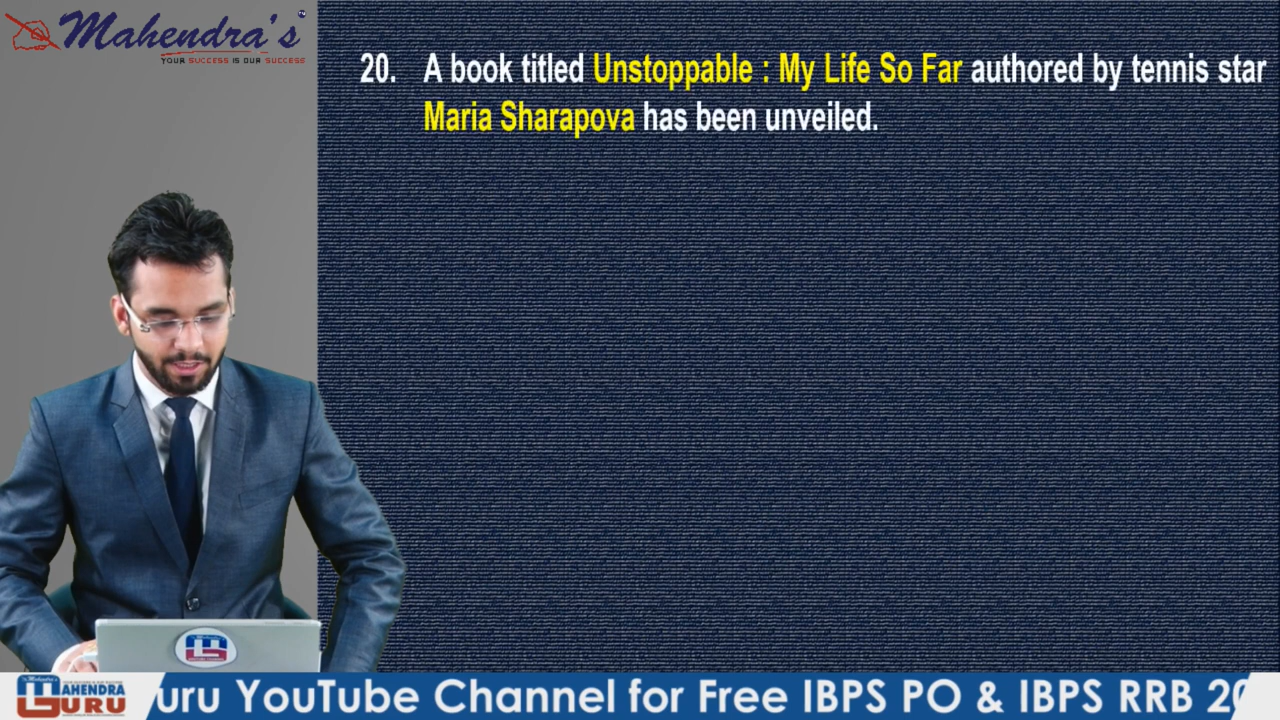 Mahendra's
YOUR SUCCESS IS OUR SUCCESS
20. A book titled Unstoppable : My Life So Far authored by tennis star
Maria Sharapova has been unveiled.
MAHENDRA
GURU
uru YouTube Channel for Free IBPS PO & IBPS RRB 20